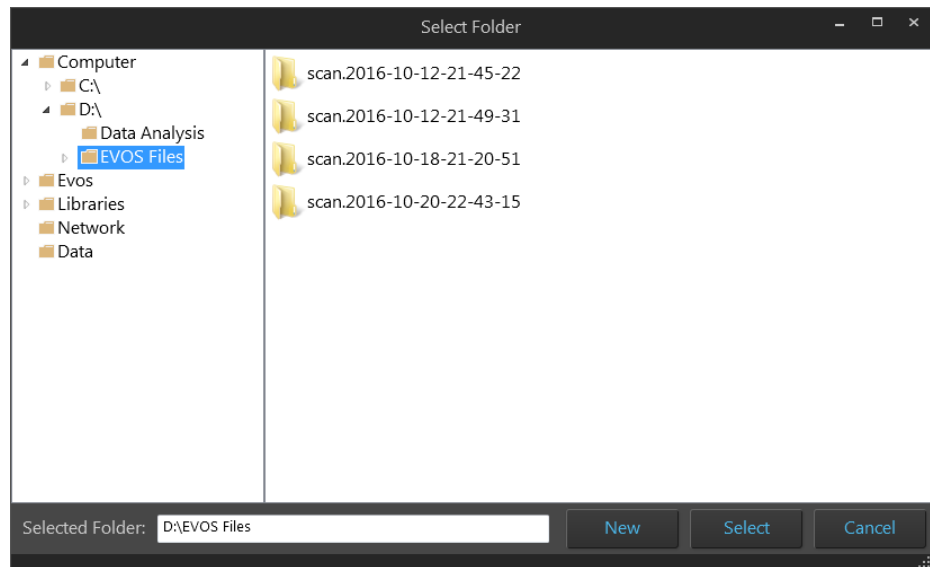 Select Folder
Computer
C:\
D:\
Data Analysis
EVOS Files
Evos
Libraries
Network
Data
scan.2016-10-12-21-45-22
scan.2016-10-12-21-49-31
scan.2016-10-18-21-20-51
scan.2016-10-20-22-43-15
Selected Folder: D:\EVOS Files New Select Cancel